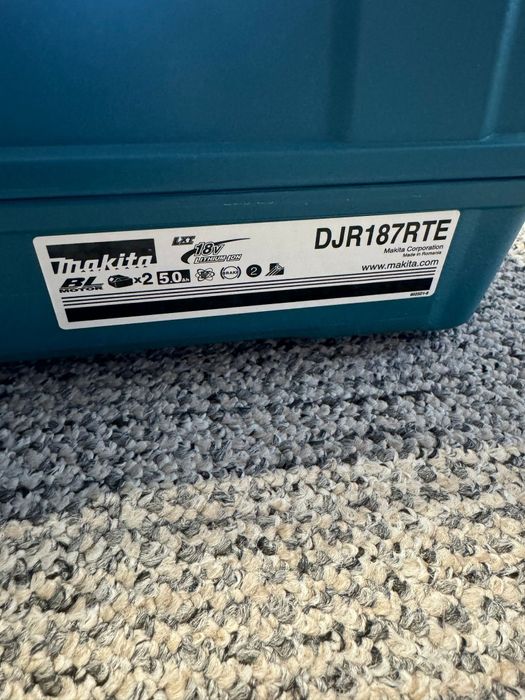 makita
LXT 18V
LITHIUM-ION
DJR187RTE
Makita Corporation
Made in Romania
BL
MOTOR
x2 5.0Ah
BRAKE
2
www.makita.com